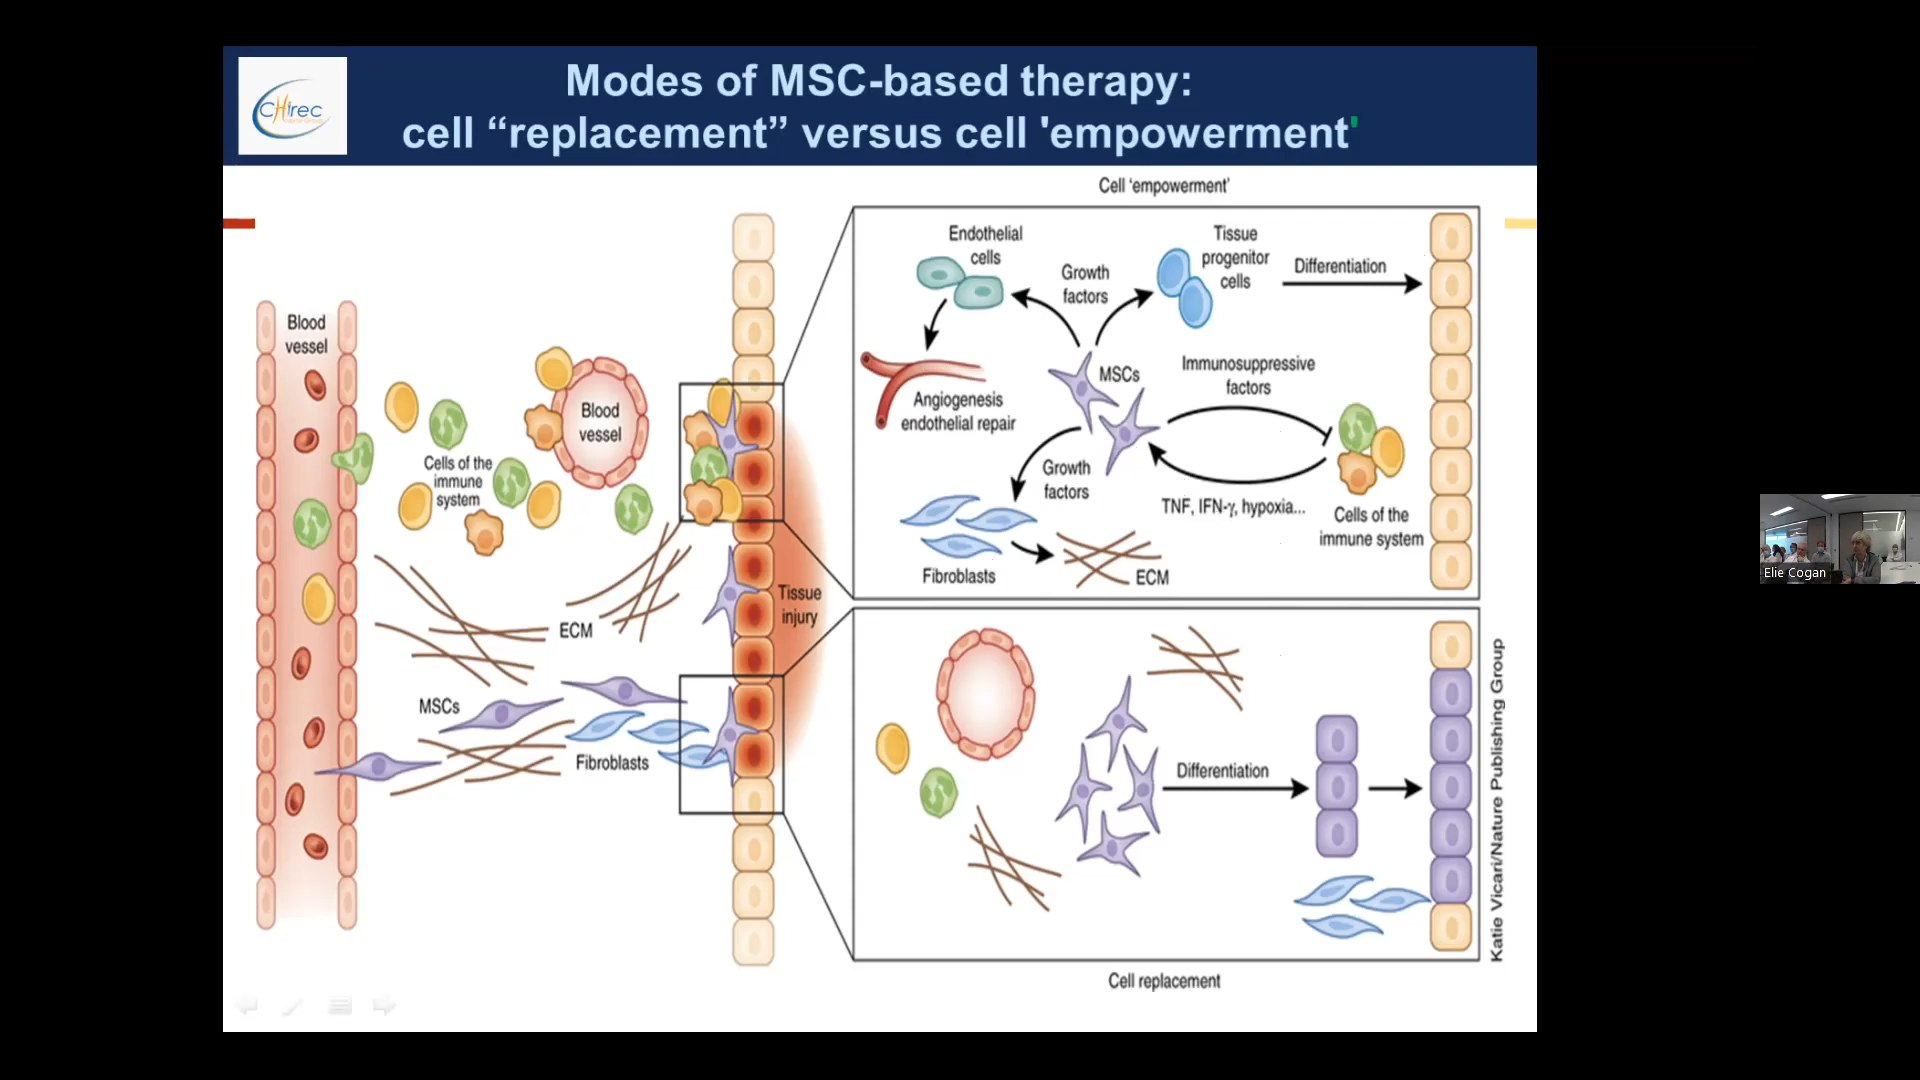 CHirec
Modes of MSC-based therapy:
cell “replacement” versus cell 'empowerment'
Cell ‘empowerment’
Endothelial
cells
Growth
factors
Tissue
progenitor
cells
Differentiation
Blood
vessel
Blood
vessel
Cells of the
immune
system
MSCs
Immunosuppressive
factors
Angiogenesis
endothelial repair
Growth
factors
TNF, IFN-γ, hypoxia...
Cells of the
immune system
Fibroblasts
ECM
Tissue
injury
ECM
MSCs
Fibroblasts
Differentiation
Cell replacement
Katie Vicari/Nature Publishing Group
Elie Cogan